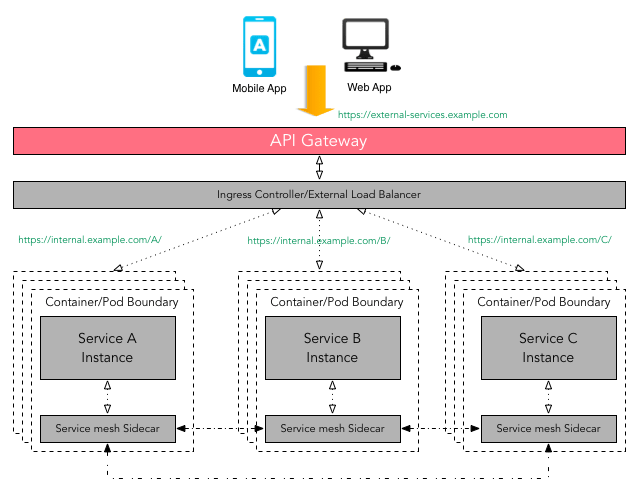 A
Mobile App
Web App
https://external-services.example.com
API Gateway
Ingress Controller/External Load Balancer
https://internal.example.com/A/
https://internal.example.com/B/
https://internal.example.com/C/
Container/Pod Boundary
Container/Pod Boundary
Container/Pod Boundary
Service A
Instance
Service B
Instance
Service C
Instance
Service mesh Sidecar
Service mesh Sidecar
Service mesh Sidecar